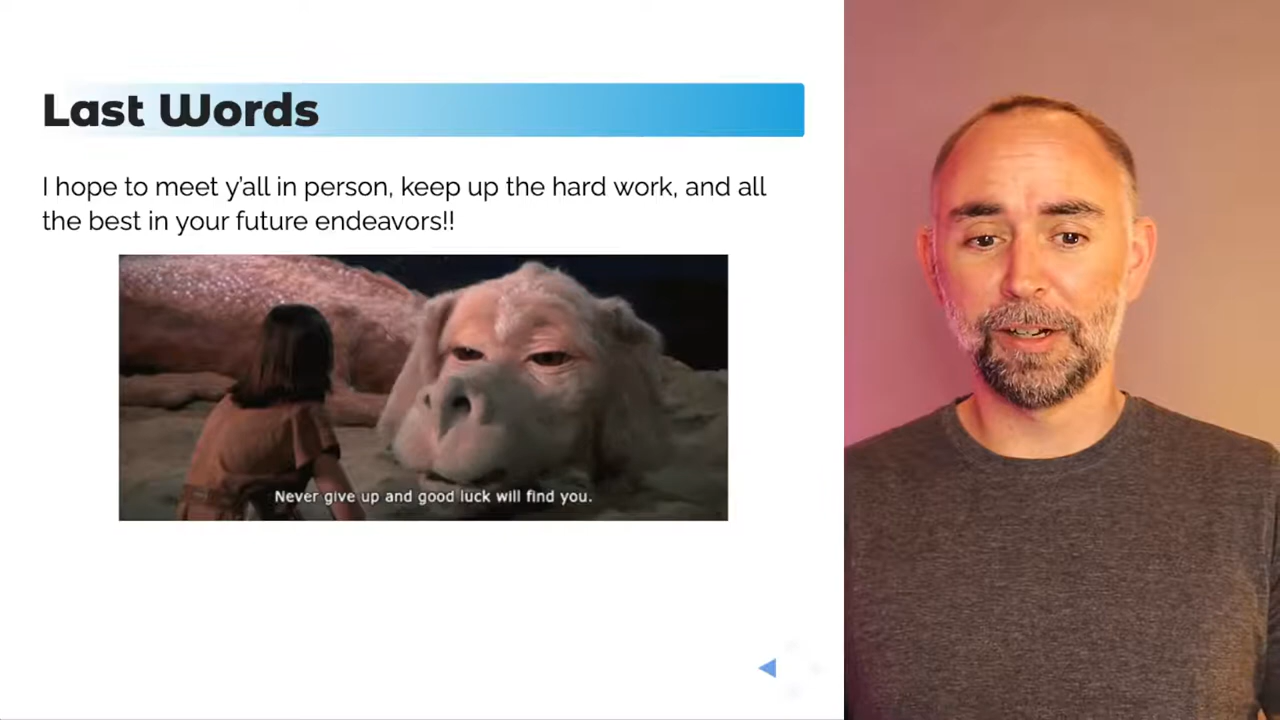 Last Words
I hope to meet y'all in person, keep up the hard work, and all
the best in your future endeavors!!
Never give up and good luck will find you.